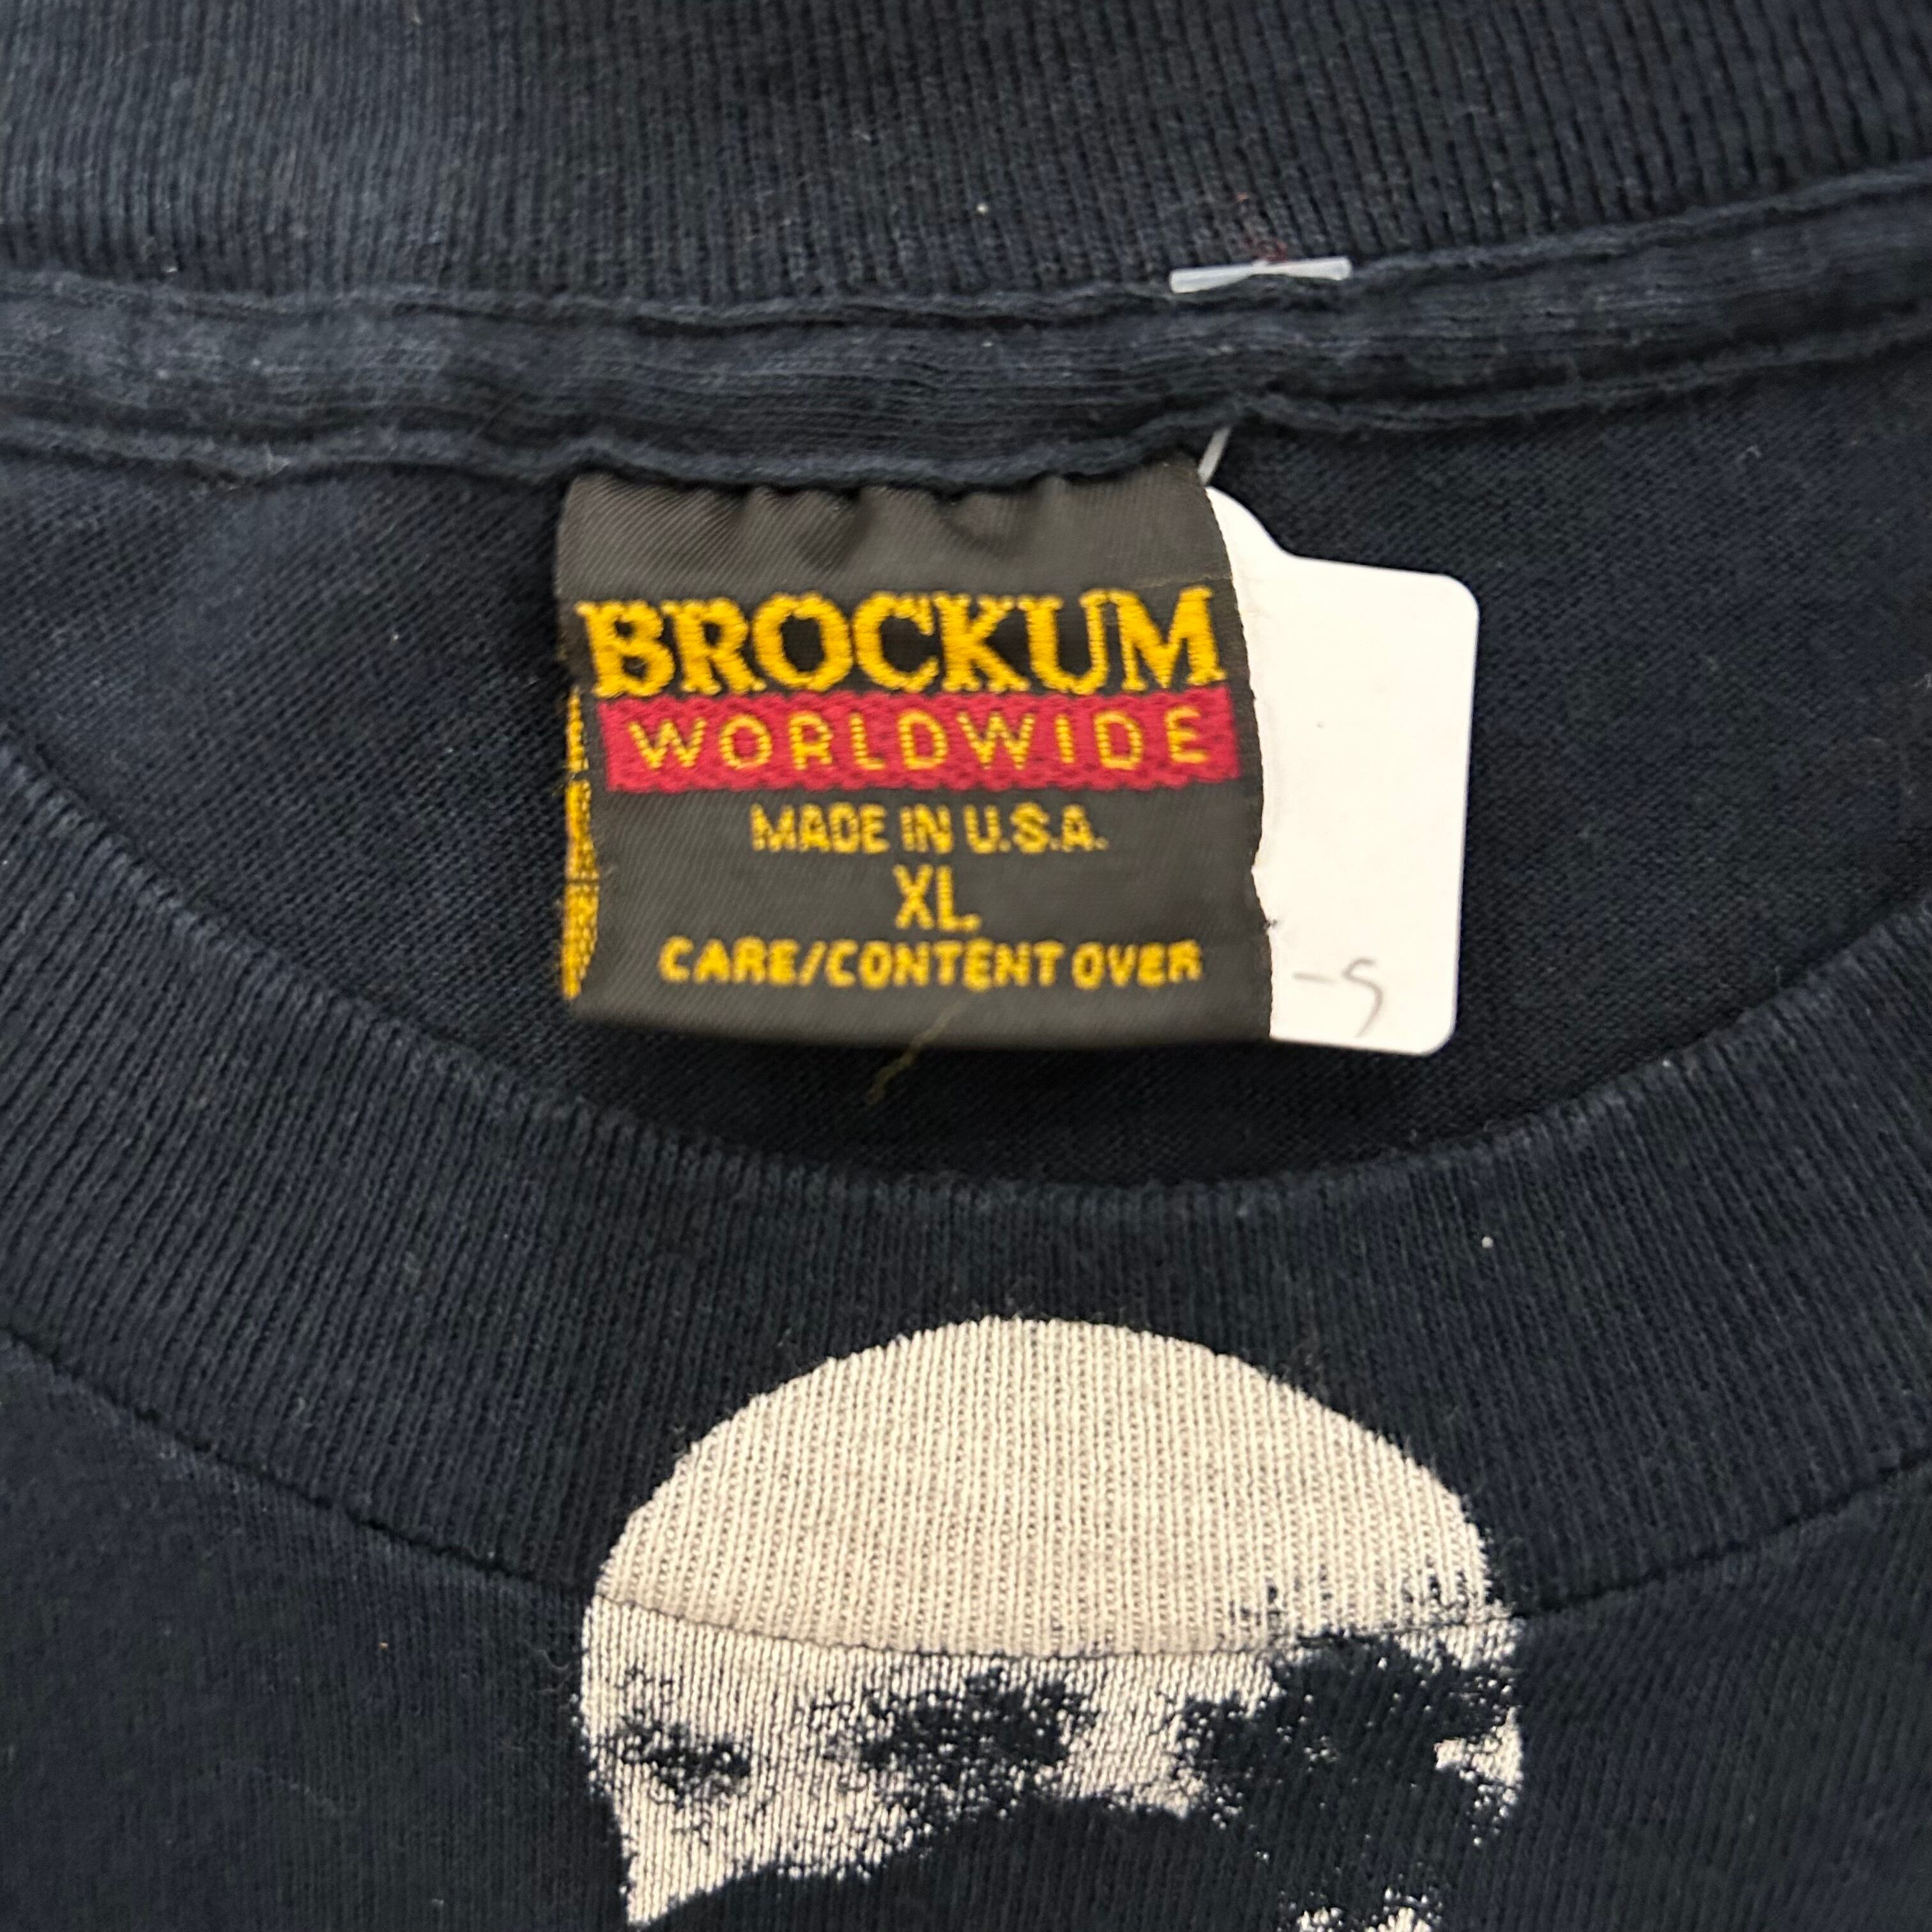 BROCKUM
WORLDWIDE
MADE IN U.S.A.
XL
CARE/CONTENT OVER